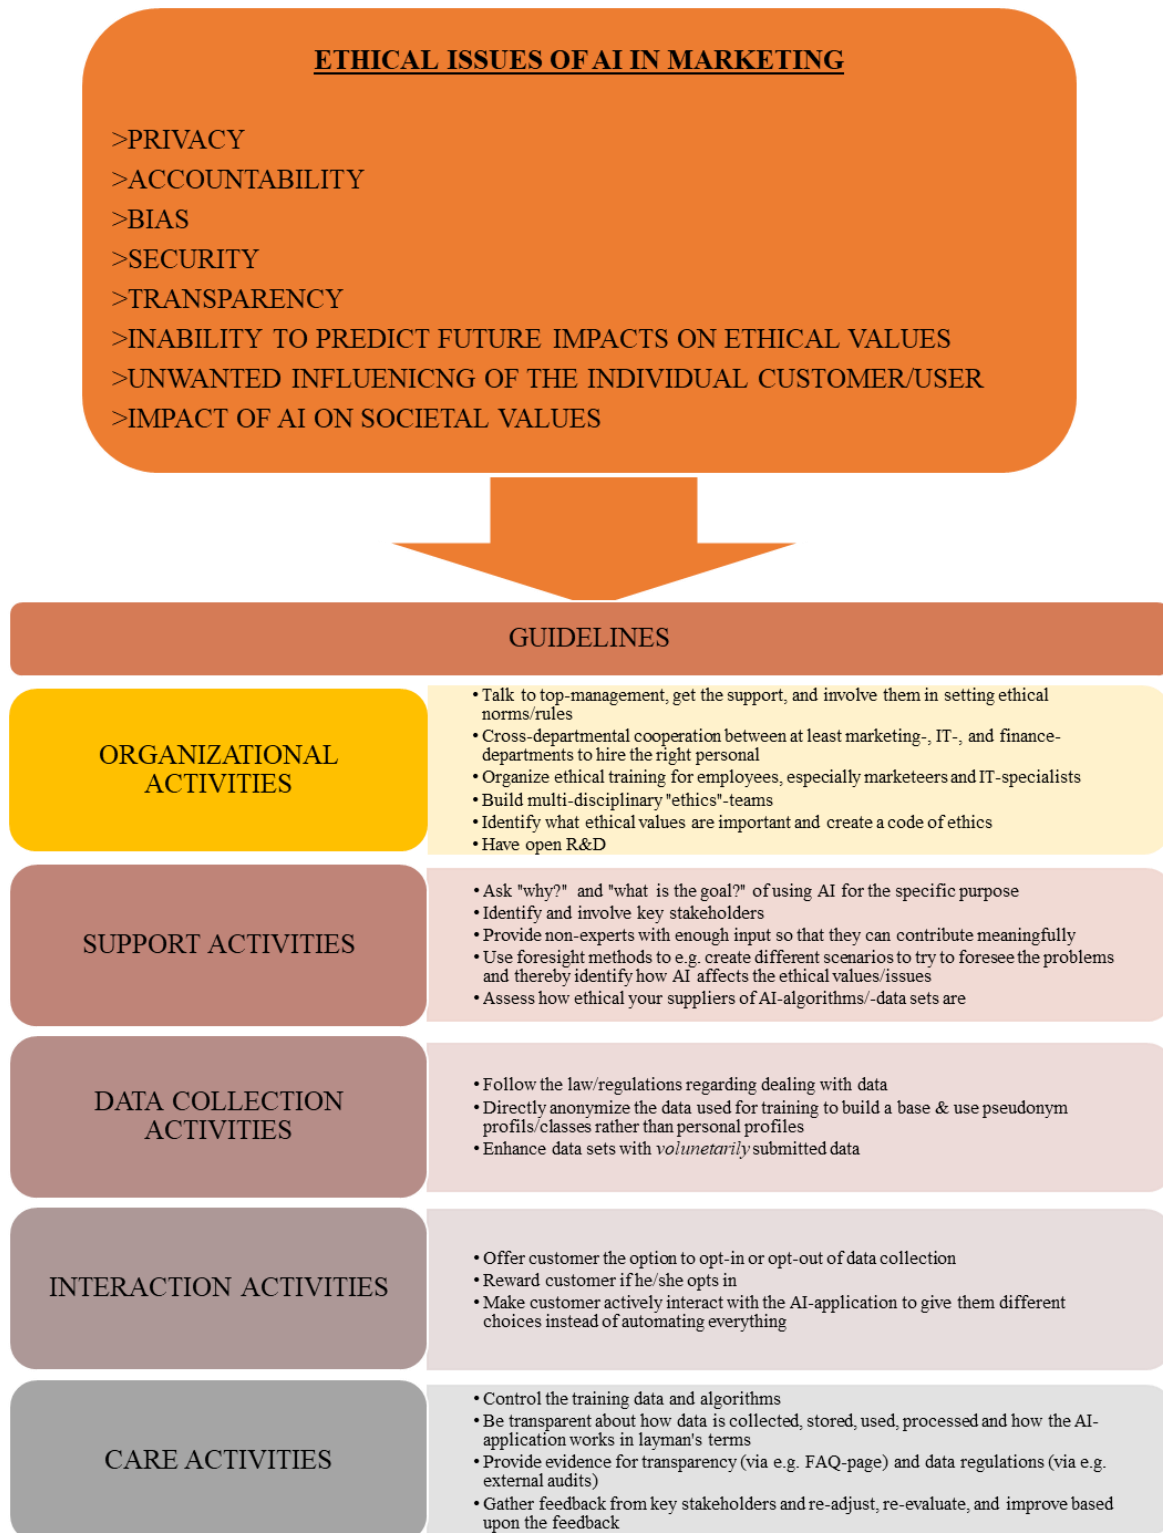 ETHICAL ISSUES OF AI IN MARKETING
>PRIVACY
>ACCOUNTABILITY
>BIAS
>SECURITY
>TRANSPARENCY
>INABILITY TO PREDICT FUTURE IMPACTS ON ETHICAL VALUES
>UNWANTED INFLUENICNG OF THE INDIVIDUAL CUSTOMER/USER
>IMPACT OF AI ON SOCIETAL VALUES
GUIDELINES
ORGANIZATIONAL
ACTIVITIES
• Talk to top-management, get the support, and involve them in setting ethical
norms/rules
• Cross-departmental cooperation between at least marketing-, IT-, and finance-
departments to hire the right personal
• Organize ethical training for employees, especially marketeers and IT-specialists
• Build multi-disciplinary "ethics"-teams
• Identify what ethical values are important and create a code of ethics
• Have open R&D
SUPPORT ACTIVITIES
• Ask "why?" and "what is the goal?" of using AI for the specific purpose
• Identify and involve key stakeholders
• Provide non-experts with enough input so that they can contribute meaningfully
• Use foresight methods to e.g. create different scenarios to try to foresee the problems
and thereby identify how AI affects the ethical values/issues
• Assess how ethical your suppliers of AI-algorithms/-data sets are
DATA COLLECTION
ACTIVITIES
• Follow the law/regulations regarding dealing with data
• Directly anonymize the data used for training to build a base & use pseudonym
profils/classes rather than personal profiles
• Enhance data sets with volunetarily submitted data
INTERACTION ACTIVITIES
• Offer customer the option to opt-in or opt-out of data collection
• Reward customer if he/she opts in
• Make customer actively interact with the AI-application to give them different
choices instead of automating everything
CARE ACTIVITIES
• Control the training data and algorithms
• Be transparent about how data is collected, stored, used, processed and how the AI-
application works in layman's terms
• Provide evidence for transparency (via e.g. FAQ-page) and data regulations (via e.g.
external audits)
• Gather feedback from key stakeholders and re-adjust, re-evaluate, and improve based
upon the feedback